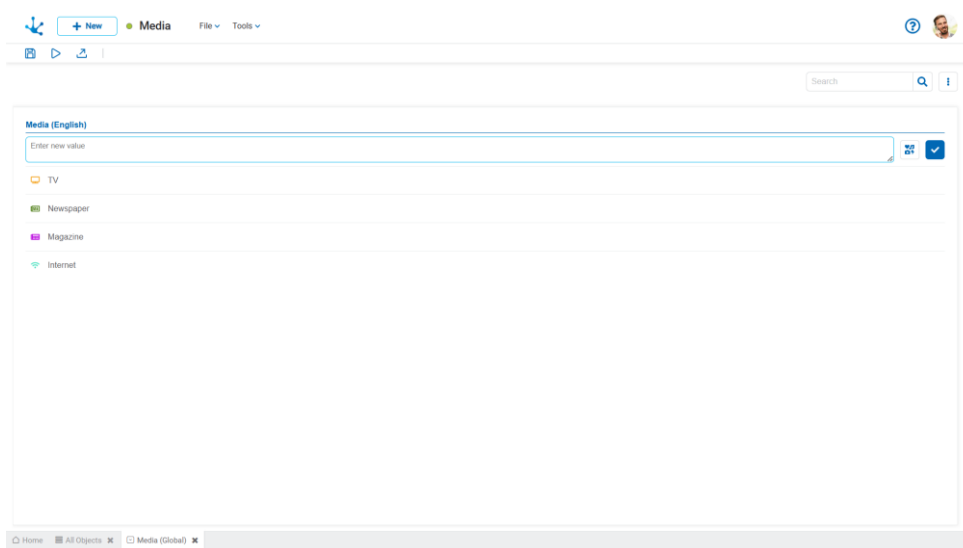 + New Media File Tools
Search
Media (English)
Enter new value
TV
Newspaper
Magazine
Internet
Home All Objects Media (Global)